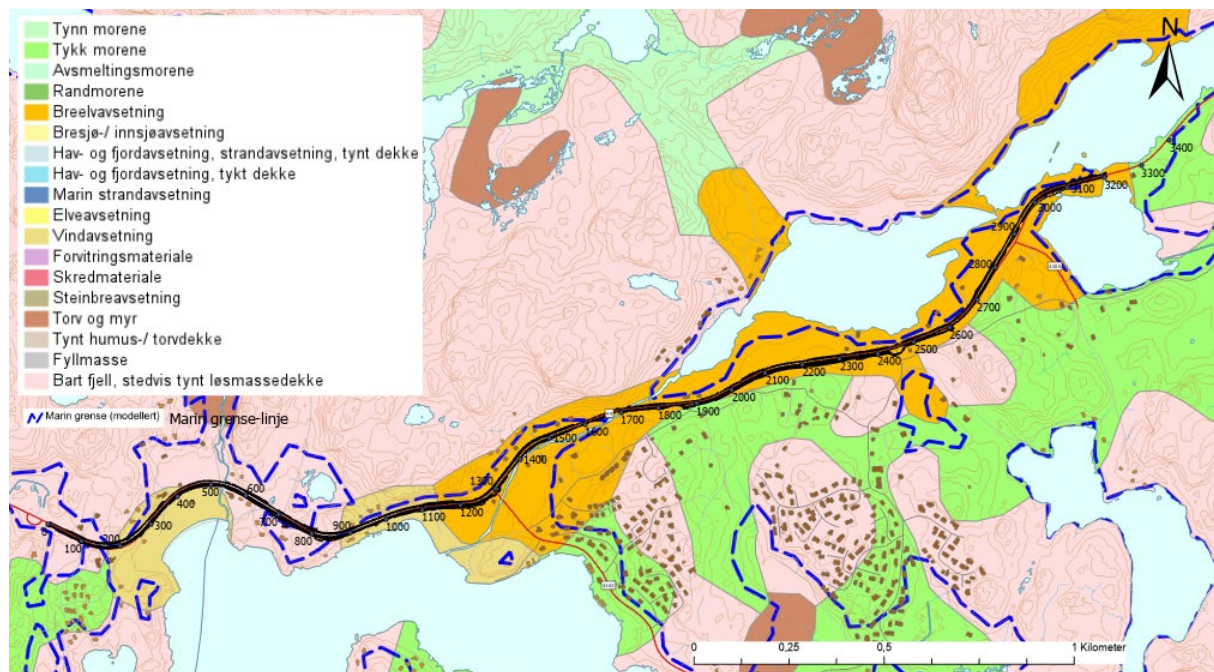 Tynn morene
Tykk morene
Avsmeltingsmorene
Randmorene
Breelvavsetning
Bresjø-/ innsjøavsetning
Hav- og fjordavsetning, strandavsetning, tynt dekke
Hav- og fjordavsetning, tykt dekke
Marin strandavsetning
Elveavsetning
Vindavsetning
Forvitringsmateriale
Skredmateriale
Steinbreavsetning
Torv og myr
Tynt humus-/ torvdekke
Fyllmasse
Bart fjell, stedvis tynt løsmassedekke
Marin grense (modellert) Marin grense-linje
N
0
100
200
300
400
500
600
700
800
900
1000
1100
1200
1300
1400
1500
1600
1700
1800
1900
2000
2100
2200
2300
2400
2500
2600
2700
2800
2900
3000
3100
3200
3300
3400
0 0,25 0,5 1 Kilometer